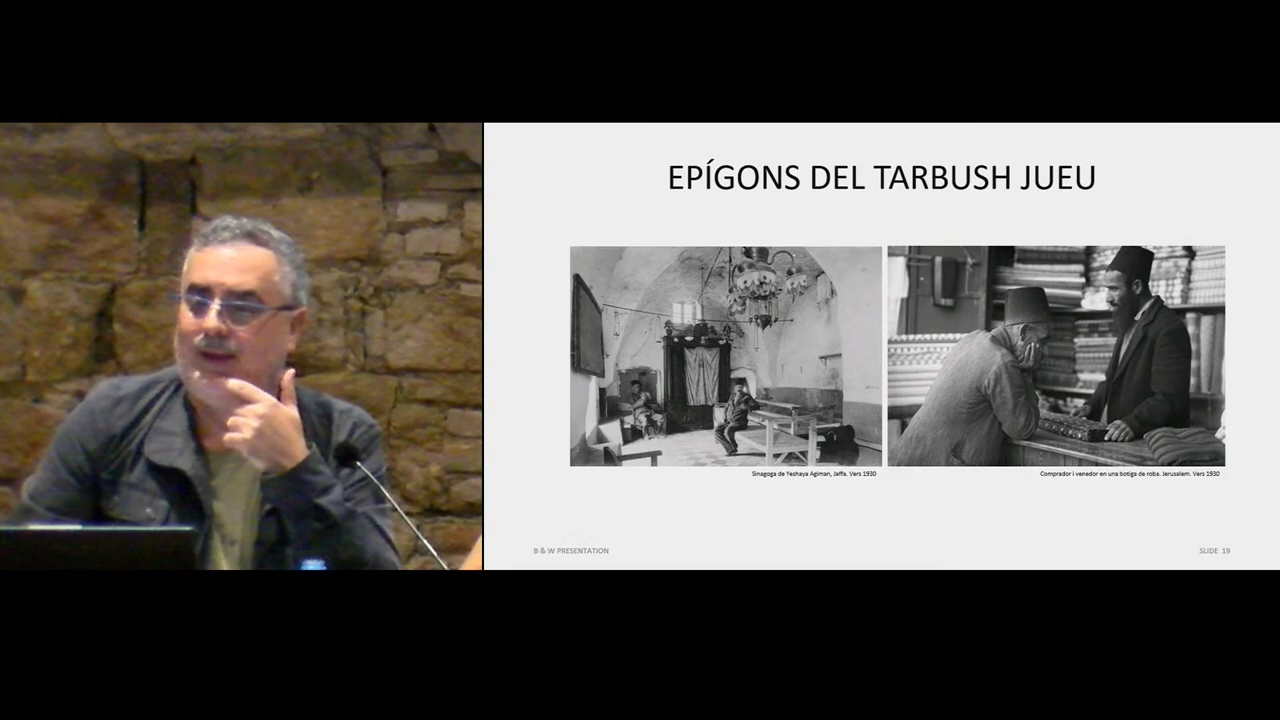 EPÍGONS DEL TARBUSH JUEU
Sinagoga de Yeshaya Agiman, Jaffa. Vers 1930
Comprador i venedor en una botiga de roba. Jerusalem. Vers 1930
B & W PRESENTATION
SLIDE 19